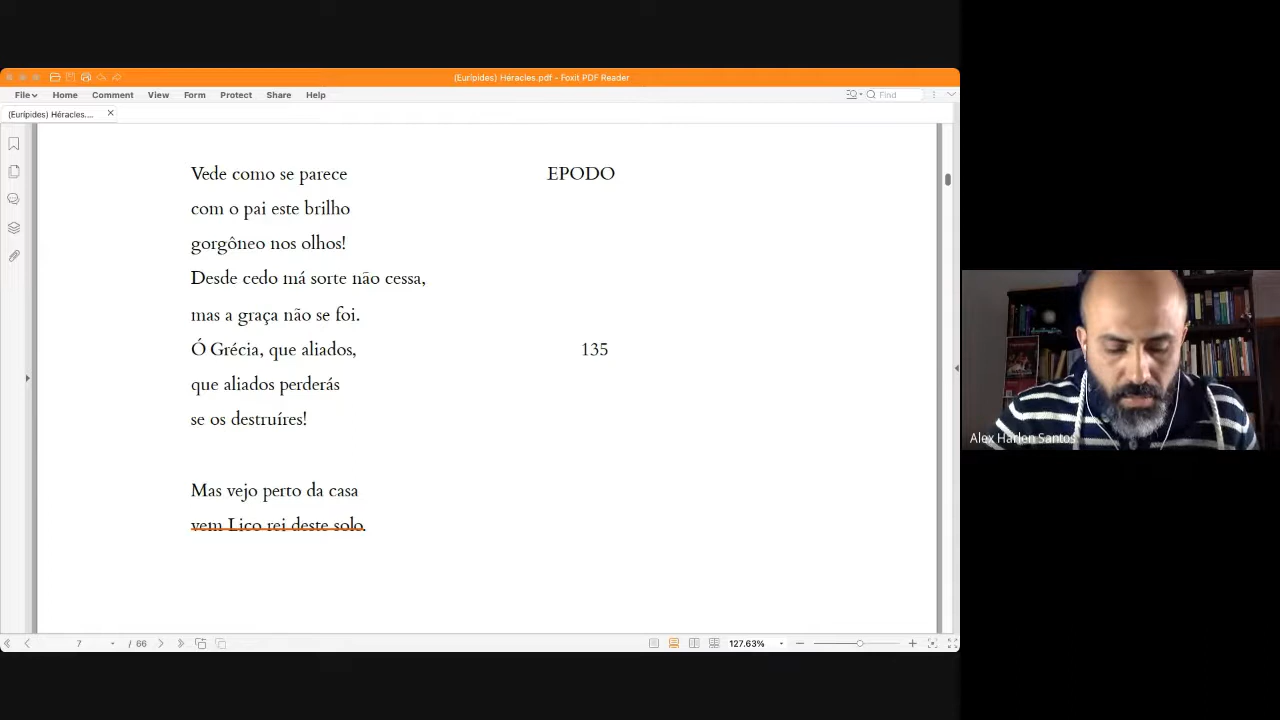 (Eurípides) Héracles.pdf - Foxit PDF Reader
File Home Comment View Form Protect Share Help Find
(Eurípides) Héracles....
Vede como se parece EPODO
com o pai este brilho
gorgôneo nos olhos!
Desde cedo má sorte não cessa,
mas a graça não se foi.
Ó Grécia, que aliados, 135
que aliados perderás
se os destruíres!
Mas vejo perto da casa
vem Lico rei deste solo.
Alex Harlen Santos
7 / 66 127.63%